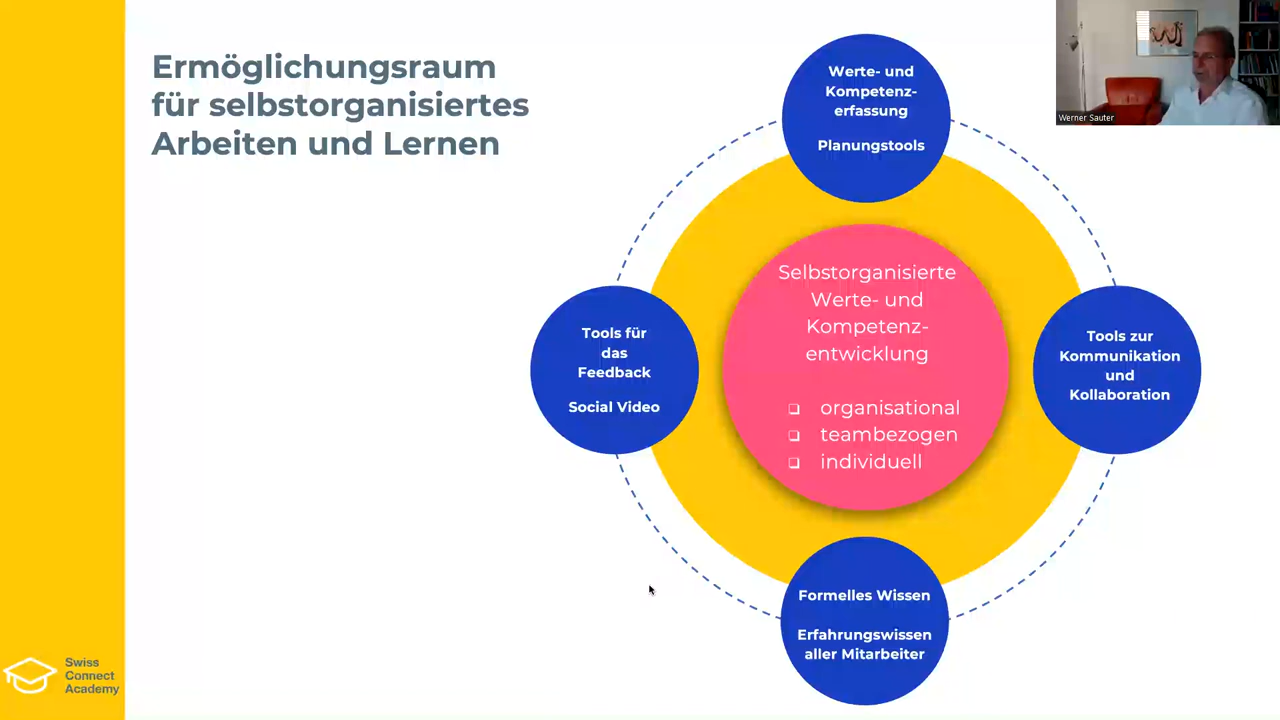 Ermöglichungsraum
für selbstorganisiertes
Arbeiten und Lernen
Werte- und
Kompetenz-
erfassung
Planungstools
Werner Sauter
Selbstorganisierte
Werte- und
Kompetenz-
entwicklung
❑ organisational
❑ teambezogen
❑ individuell
Tools für
das
Feedback
Social Video
Tools zur
Kommunikation
und
Kollaboration
Formelles Wissen
Erfahrungswissen
aller Mitarbeiter
Swiss
Connect
Academy